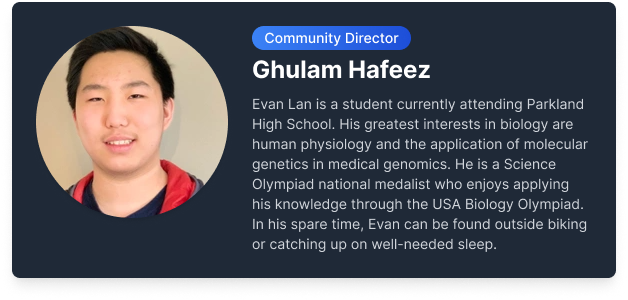 Community Director
Ghulam Hafeez
Evan Lan is a student currently attending Parkland
High School. His greatest interests in biology are
human physiology and the application of molecular
genetics in medical genomics. He is a Science
Olympiad national medalist who enjoys applying
his knowledge through the USA Biology Olympiad.
In his spare time, Evan can be found outside biking
or catching up on well-needed sleep.